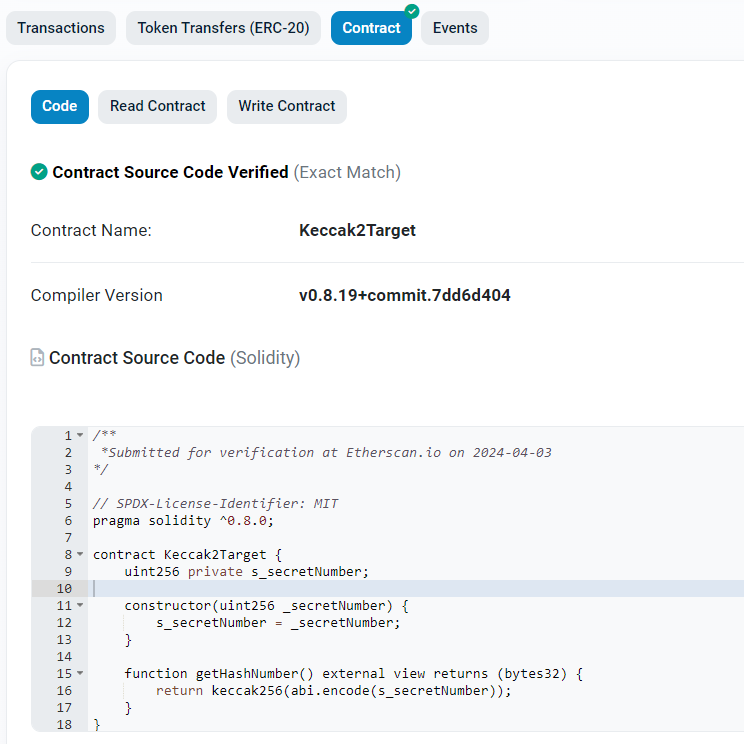 Transactions Token Transfers (ERC-20) Contract Events
Code Read Contract Write Contract
Contract Source Code Verified (Exact Match)
Contract Name: Keccak2Target
Compiler Version v0.8.19+commit.7dd6d404
Contract Source Code (Solidity)
1 /**
2  *Submitted for verification at Etherscan.io on 2024-04-03
3 */
4
5 // SPDX-License-Identifier: MIT
6 pragma solidity ^0.8.0;
7
8 contract Keccak2Target {
9     uint256 private s_secretNumber;
10
11     constructor(uint256 _secretNumber) {
12         s_secretNumber = _secretNumber;
13     }
14
15     function getHashNumber() external view returns (bytes32) {
16         return keccak256(abi.encode(s_secretNumber));
17     }
18 }